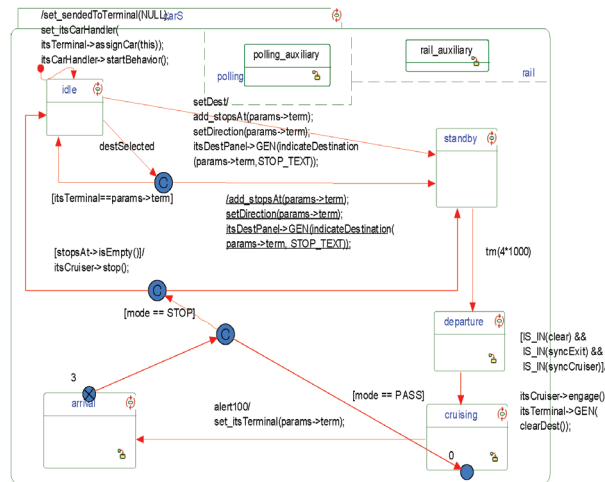 /set_sendedToTerminal(NULL);
carS
set_itsCarHandler(
itsTerminal->assignCar(this));
itsCarHandler->startBehavior();
polling_auxiliary
rail_auxiliary
polling
rail
idle
setDest/
add_stopsAt(params->term);
setDirection(params->term);
itsDestPanel->GEN(indicateDestination
(params->term,STOP_TEXT));
standby
destSelected
C
[itsTerminal==params->term]
/add_stopsAt(params->term);
setDirection(params->term);
itsDestPanel->GEN(indicateDestination(
params->term, STOP_TEXT));
[stopsAt->isEmpty()]/
itsCruiser->stop();
tm(4*1000)
C
[mode == STOP]
departure
C
[IS_IN(clear) &&
IS_IN(syncExit) &&
IS_IN(syncCruiser)]/
3
[mode == PASS]
itsCruiser->engage()
itsTerminal->GEN(
clearDest());
arrival
alert100/
set_itsTerminal(params->term);
cruising
0